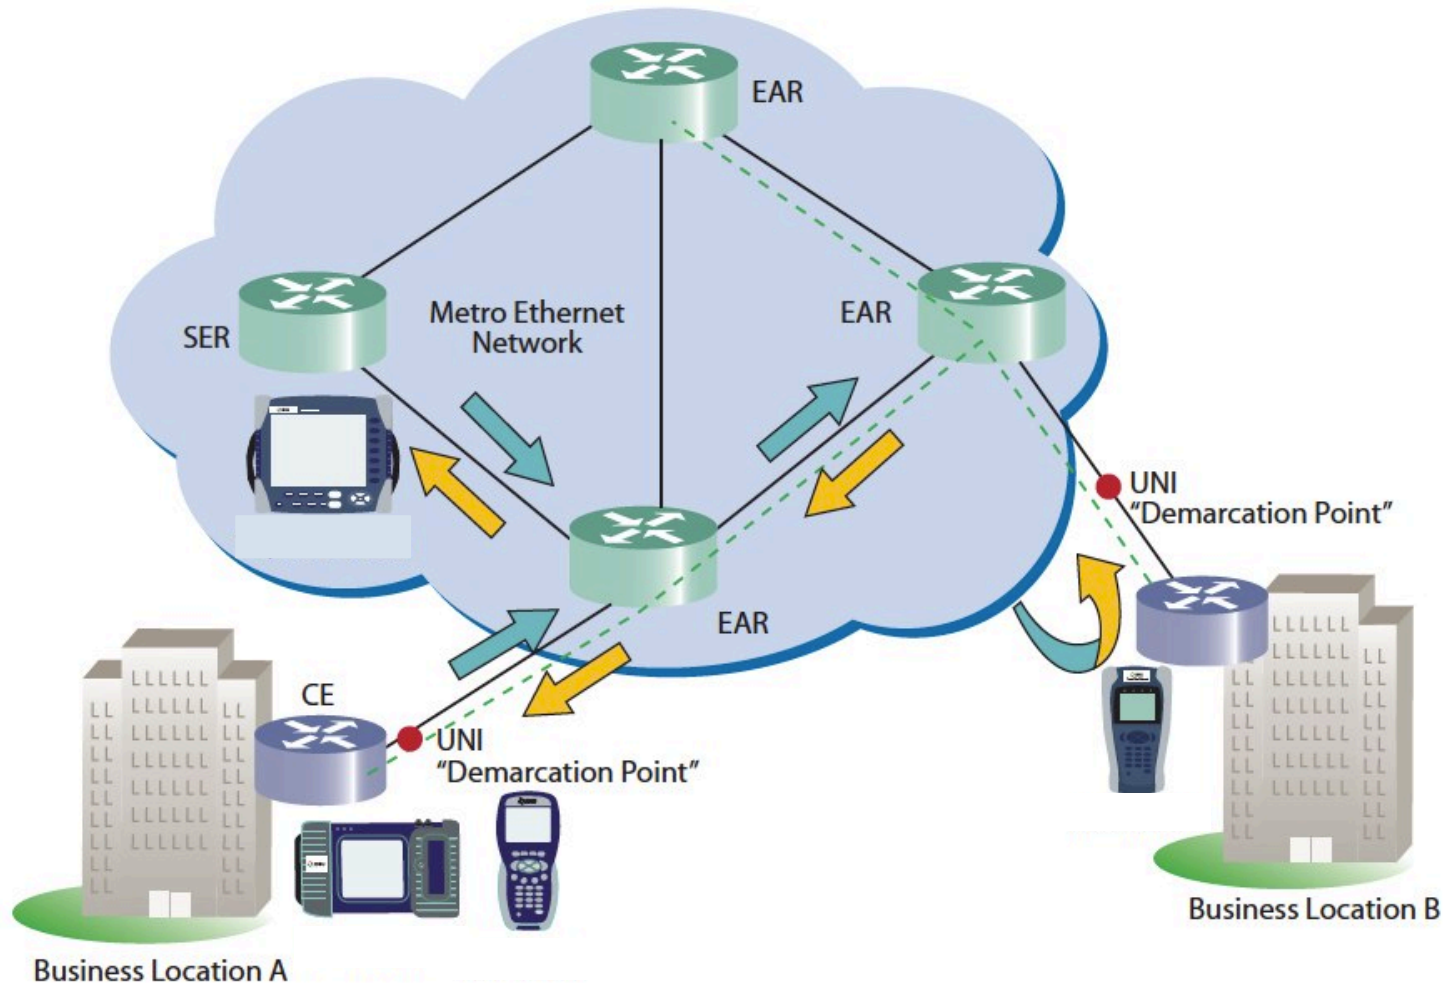 EAR
Metro Ethernet
Network
SER
EAR
UNI
“Demarcation Point”
EAR
CE
UNI
“Demarcation Point”
Business Location B
Business Location A